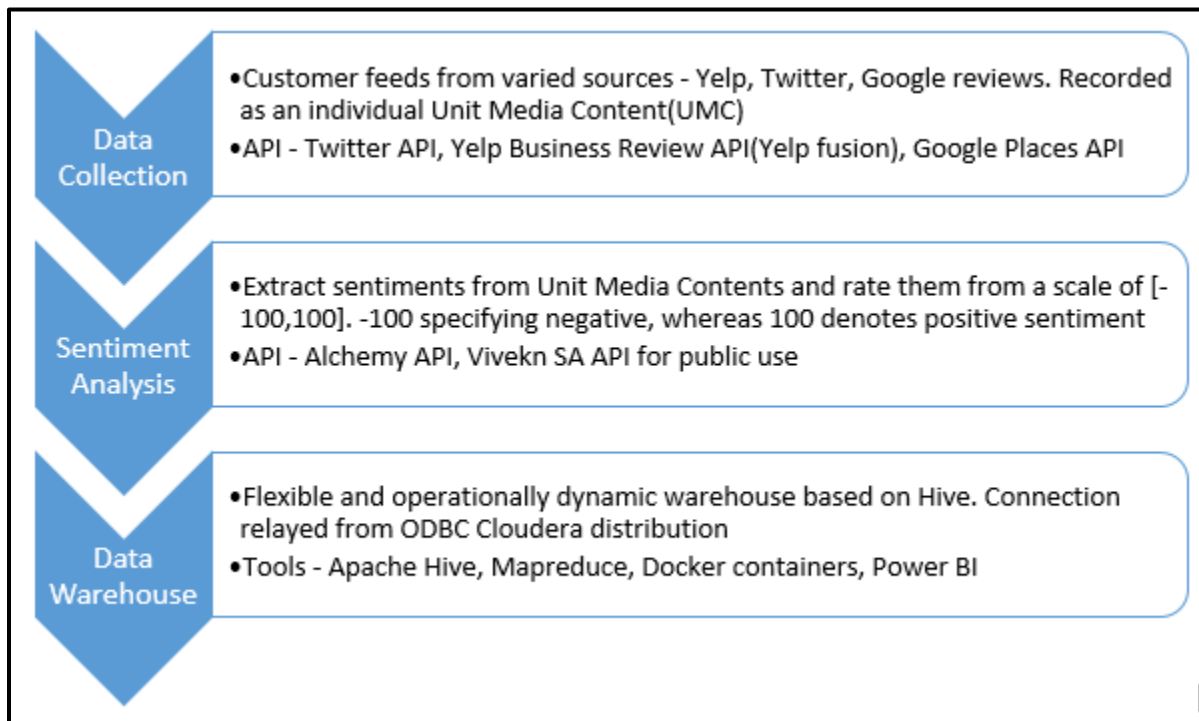 Data
Collection
•Customer feeds from varied sources - Yelp, Twitter, Google reviews. Recorded
as an individual Unit Media Content(UMC)
•API - Twitter API, Yelp Business Review API(Yelp fusion), Google Places API
Sentiment
Analysis
•Extract sentiments from Unit Media Contents and rate them from a scale of [-
100,100]. -100 specifying negative, whereas 100 denotes positive sentiment
•API - Alchemy API, Vivekn SA API for public use
Data
Warehouse
•Flexible and operationally dynamic warehouse based on Hive. Connection
relayed from ODBC Cloudera distribution
•Tools - Apache Hive, Mapreduce, Docker containers, Power BI